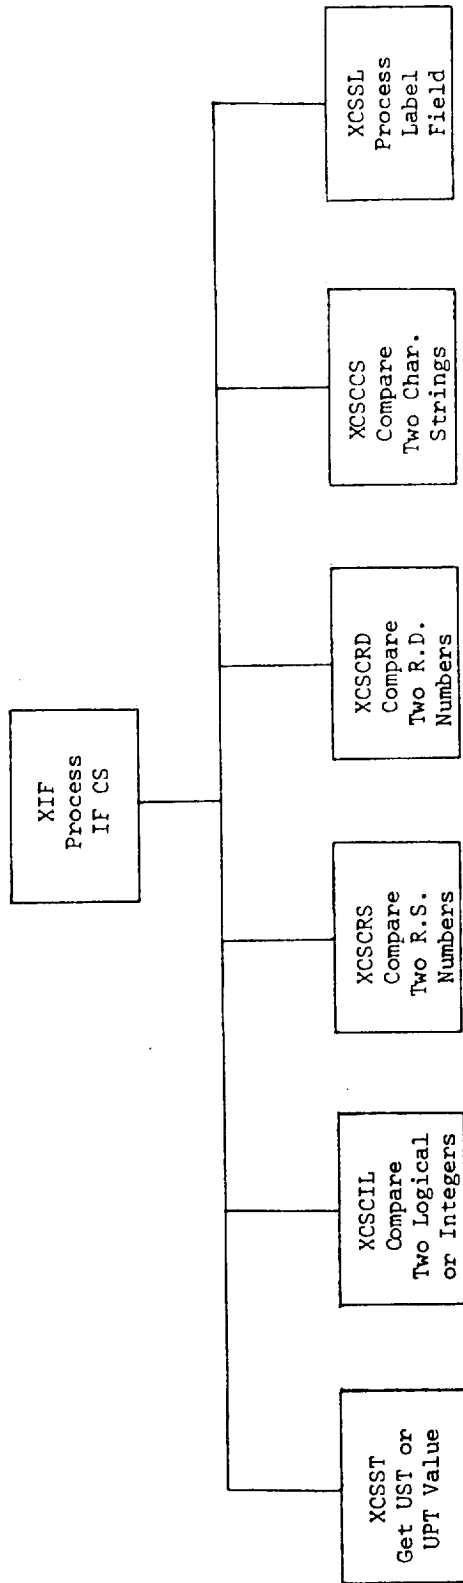 XIF
Process
IF CS
XCSST
Get UST or
UPT Value
XCSCIL
Compare
Two Logical
or Integers
XCSCRS
Compare
Two R.S.
Numbers
XCSCRD
Compare
Two R.D.
Numbers
XCSCCS
Compare
Two Char.
Strings
XCSSL
Process
Label
Field